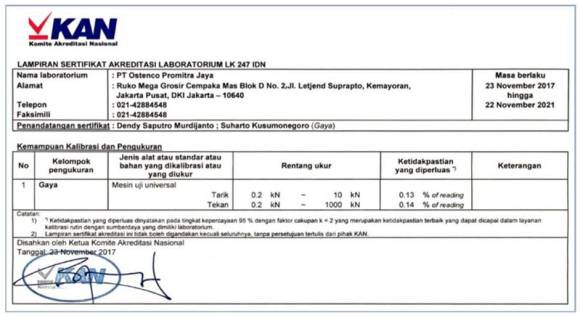 KAN
Komite Akreditasi Nasional
LAMPIRAN SERTIFIKAT AKREDITASI LABORATORIUM LK 247 IDN
Nama laboratorium : PT Ostenco Promitra Jaya
Masa berlaku
Alamat : Ruko Mega Grosir Cempaka Mas Blok D No. 2,Jl. Letjend Suprapto, Kemayoran,
23 November 2017
Jakarta Pusat, DKI Jakarta – 10640
hingga
Telepon : 021-42884548
22 November 2021
Faksimili : 021-42884548
Penandatangan sertifikat : Dendy Saputro Murdijanto ; Suharto Kusumonegoro (Gaya)
Kemampuan Kalibrasi dan Pengukuran
No Kelompok pengukuran Jenis alat atau standar atau bahan yang dikalibrasi atau yang diukur Rentang ukur Ketidakpastian yang diperluas *) Keterangan
1 Gaya Mesin uji universal
Tarik 0.2 kN ~ 10 kN 0.13 % of reading
Tekan 0.2 kN ~ 1000 kN 0.14 % of reading
Catatan:
1) *) Ketidakpastian yang diperluas dinyatakan pada tingkat kepercayaan 95 % dengan faktor cakupan k = 2 yang merupakan ketidakpastian terbaik yang dapat dicapai dalam layanan
kalibrasi rutin dengan sumberdaya yang dimiliki laboratorium.
2) Lampiran sertifikat akreditasi ini tidak boleh digandakan kecuali seluruhnya, tanpa persetujuan tertulis dari pihak KAN.
Disahkan oleh Ketua Komite Akreditasi Nasional
Tanggal: 23 November 2017
KAN